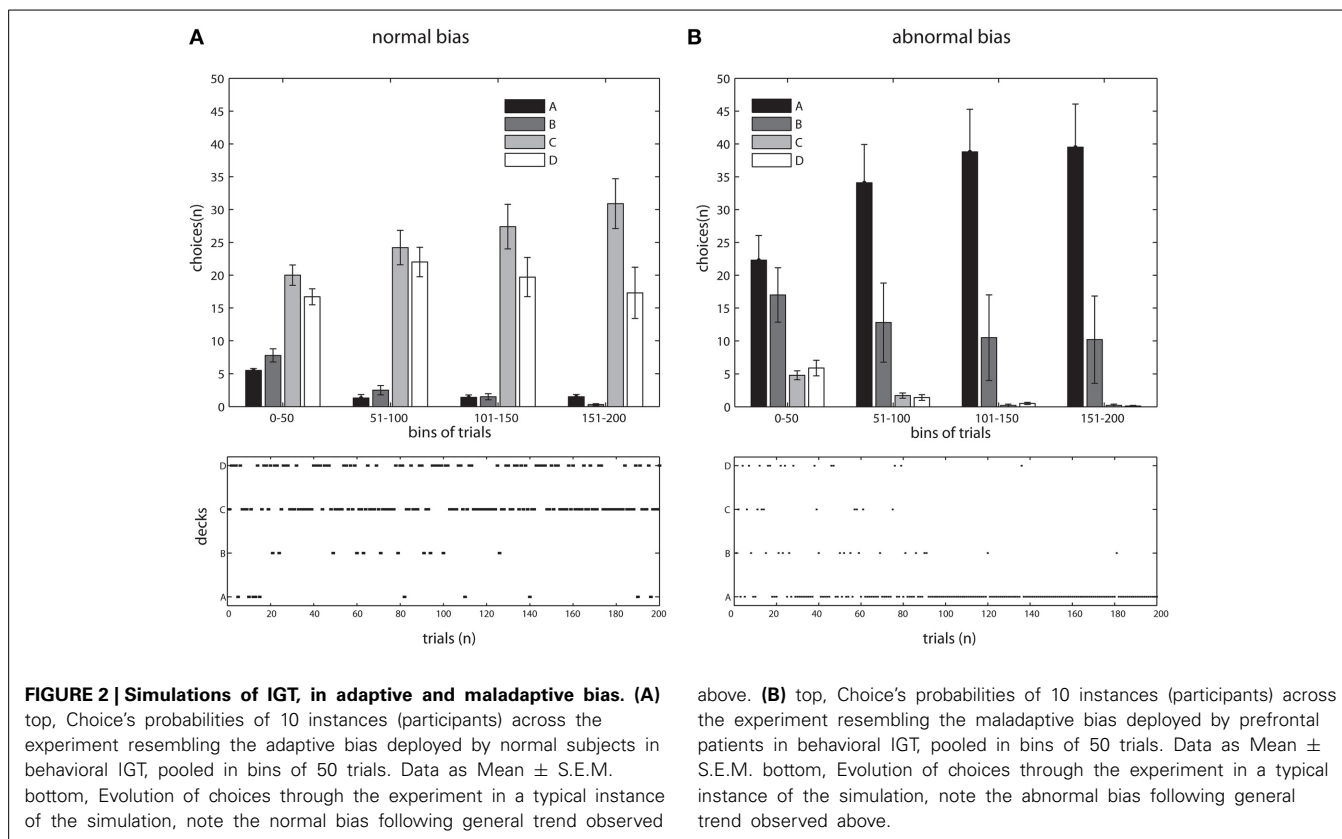 A
normal bias
50
45
40
35
30
25
20
15
10
5
0
choices(n)
A
B
C
D
0-50
51-100
101-150
151-200
bins of trials
D
C
B
A
decks
0
20
40
60
80
100
120
140
160
180
200
trials (n)
B
abnormal bias
50
45
40
35
30
25
20
15
10
5
0
choices(n)
A
B
C
D
0-50
51-100
101-150
151-200
bins of trials
D
C
B
A
0
20
40
60
80
100
120
140
160
180
200
trials (n)
FIGURE 2 | Simulations of IGT, in adaptive and maladaptive bias. (A)
top, Choice's probabilities of 10 instances (participants) across the
experiment resembling the adaptive bias deployed by normal subjects in
behavioral IGT, pooled in bins of 50 trials. Data as Mean ± S.E.M.
bottom, Evolution of choices through the experiment in a typical instance
of the simulation, note the normal bias following general trend observed
above. (B) top, Choice's probabilities of 10 instances (participants) across
the experiment resembling the maladaptive bias deployed by prefrontal
patients in behavioral IGT, pooled in bins of 50 trials. Data as Mean ±
S.E.M. bottom, Evolution of choices through the experiment in a typical
instance of the simulation, note the abnormal bias following general
trend observed above.